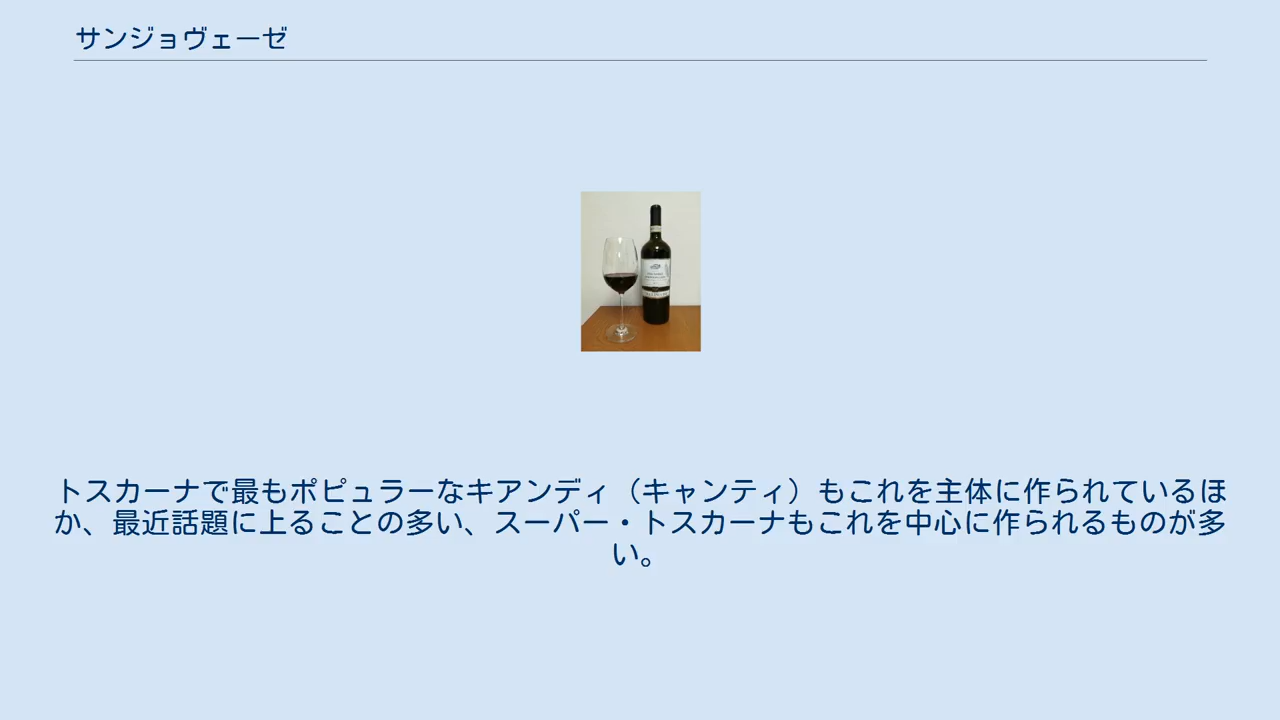 サンジョヴェーゼ
トスカーナで最もポピュラーなキアンディ（キャンティ）もこれを主体に作られているほ
か、最近話題に上ることの多い、スーパー・トスカーナもこれを中心に作られるものが多
い。